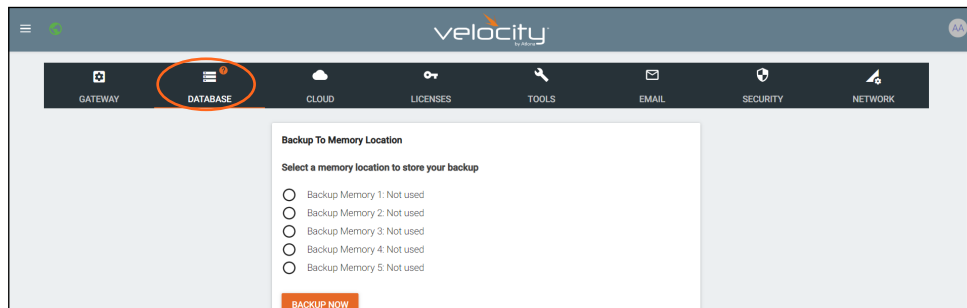 velocity
by Atlona
AA
?
GATEWAY DATABASE CLOUD LICENSES TOOLS EMAIL SECURITY NETWORK
Backup To Memory Location
Select a memory location to store your backup
Backup Memory 1: Not used
Backup Memory 2: Not used
Backup Memory 3: Not used
Backup Memory 4: Not used
Backup Memory 5: Not used
BACKUP NOW